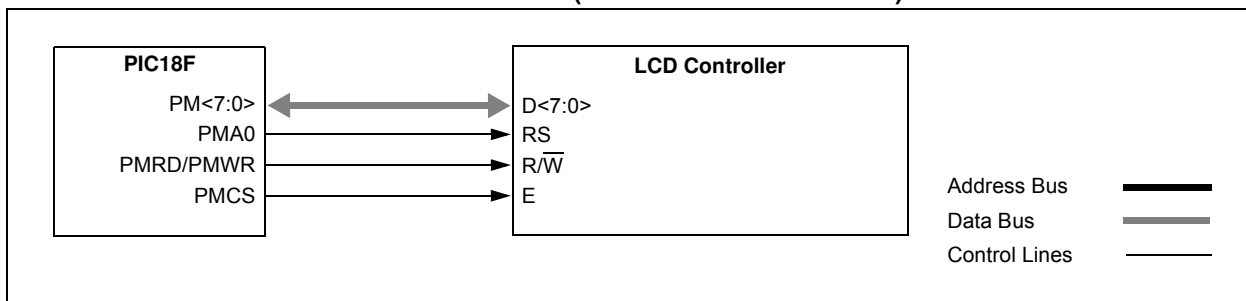 PIC18F
PM<7:0>
PMA0
PMRD/PMWR
PMCS
LCD Controller
D<7:0>
RS
R/W̅
E
Address Bus
Data Bus
Control Lines